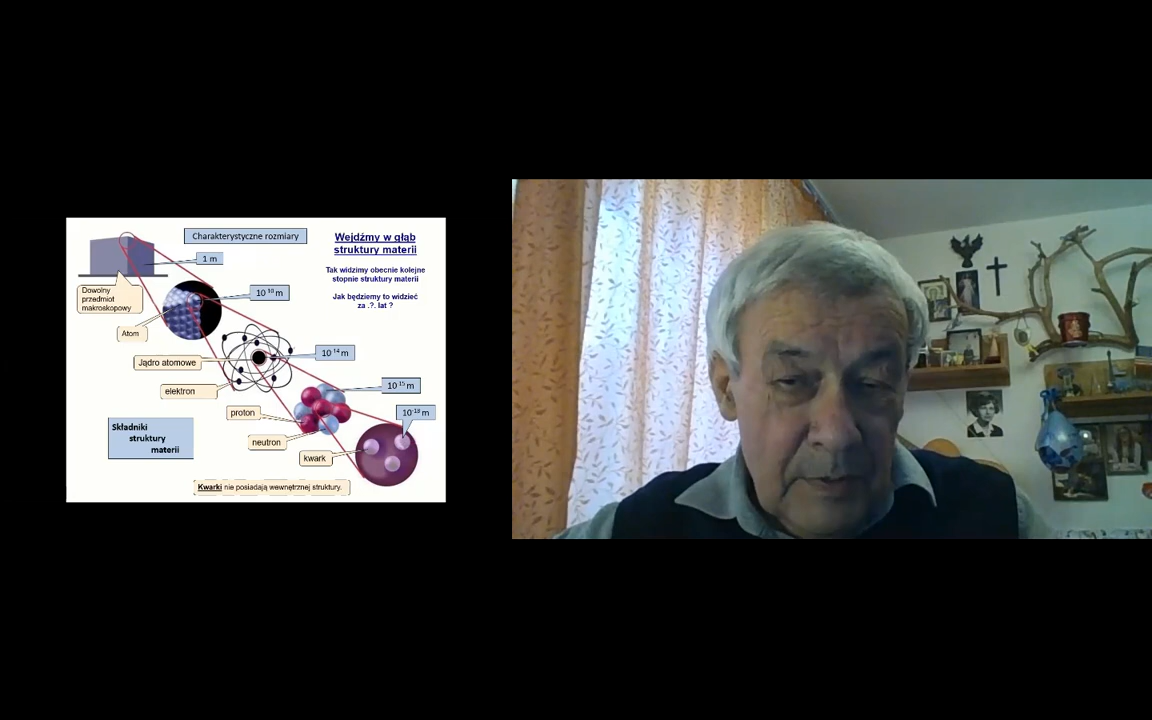 Charakterystyczne rozmiary
Wejdźmy w głąb
struktury materii
1 m
Tak widzimy obecnie kolejne
stopnie struktury materii
Jak będziemy to widzieć
za .?. lat ?
Dowolny
przedmiot
makroskopowy
10⁻¹⁰ m
Atom
10⁻¹⁴ m
Jądro atomowe
elektron
10⁻¹⁵ m
proton
10⁻¹⁸ m
Składniki
struktury
materii
neutron
kwark
Kwarki nie posiadają wewnętrznej struktury.